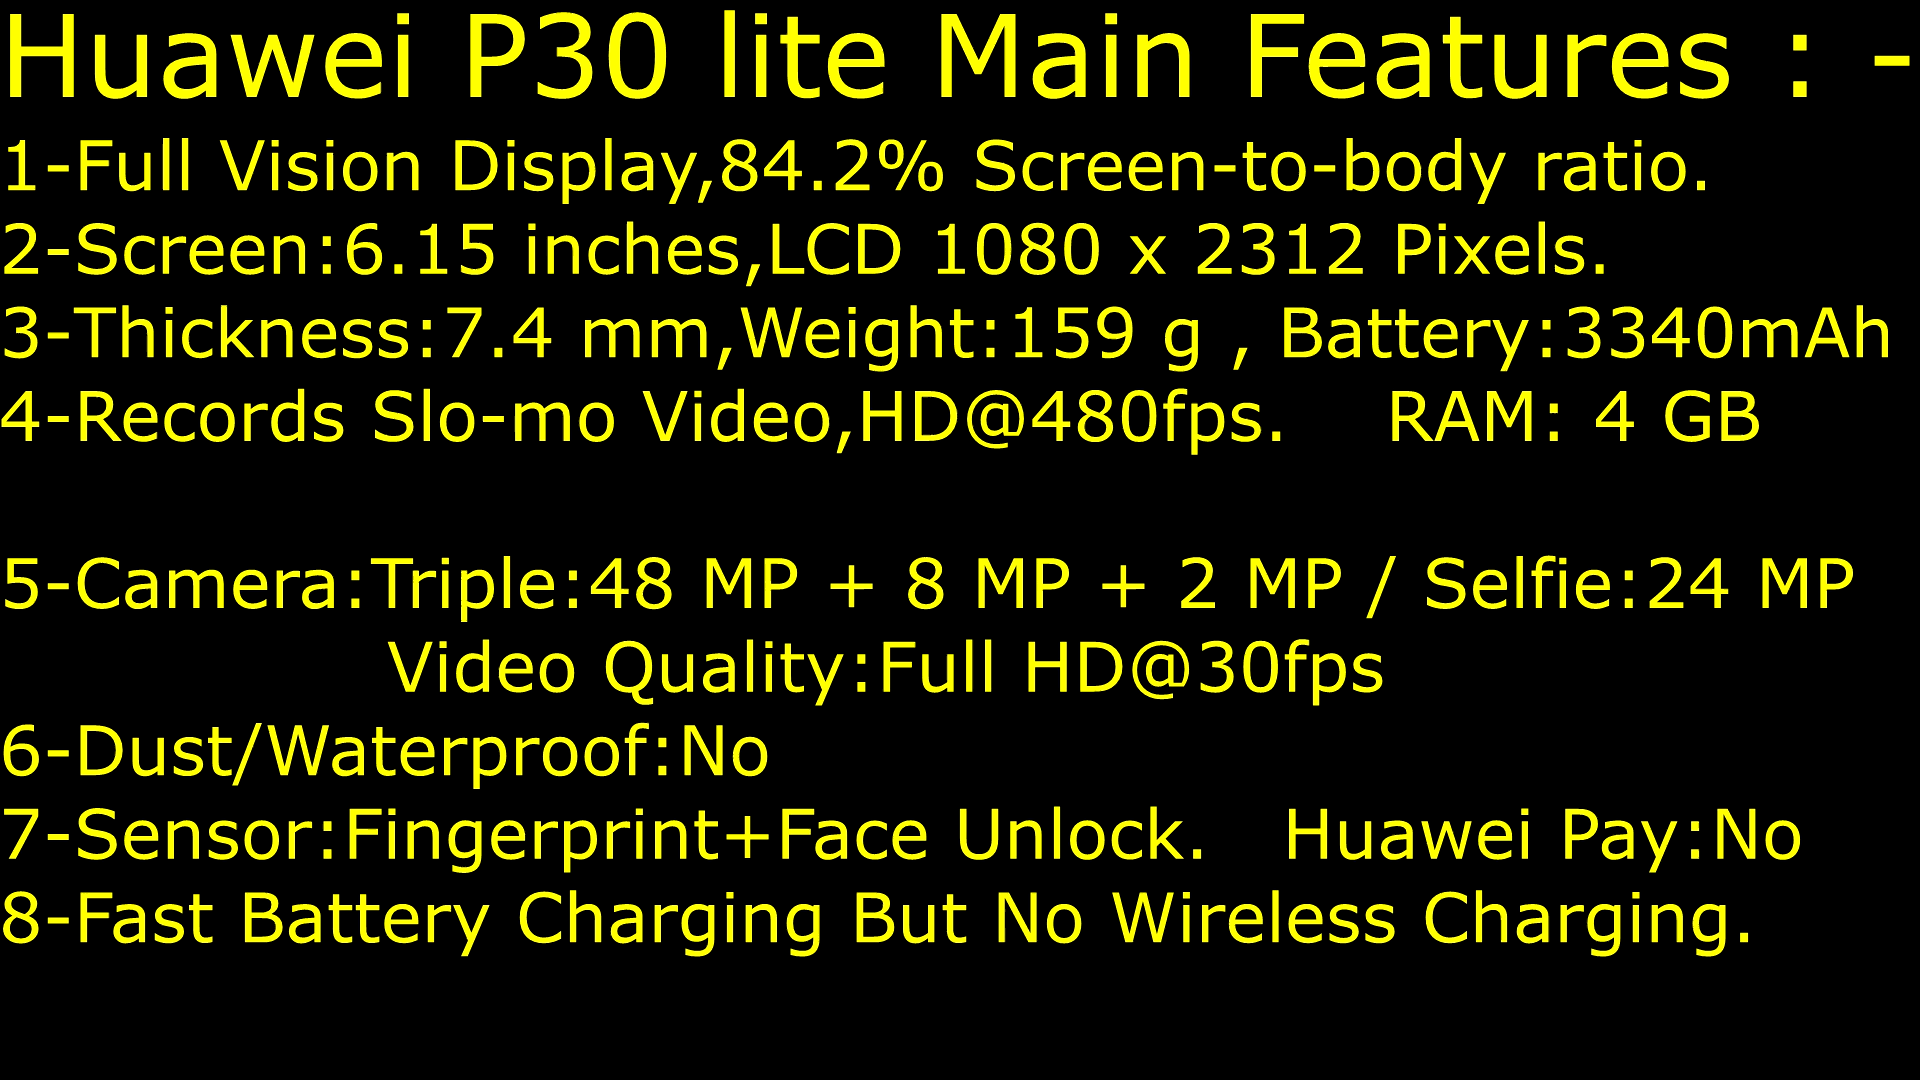 Huawei P30 lite Main Features : -
1-Full Vision Display,84.2% Screen-to-body ratio.
2-Screen:6.15 inches,LCD 1080 x 2312 Pixels.
3-Thickness:7.4 mm,Weight:159 g , Battery:3340mAh
4-Records Slo-mo Video,HD@480fps. RAM: 4 GB
5-Camera:Triple:48 MP + 8 MP + 2 MP / Selfie:24 MP
Video Quality:Full HD@30fps
6-Dust/Waterproof:No
7-Sensor:Fingerprint+Face Unlock. Huawei Pay:No
8-Fast Battery Charging But No Wireless Charging.